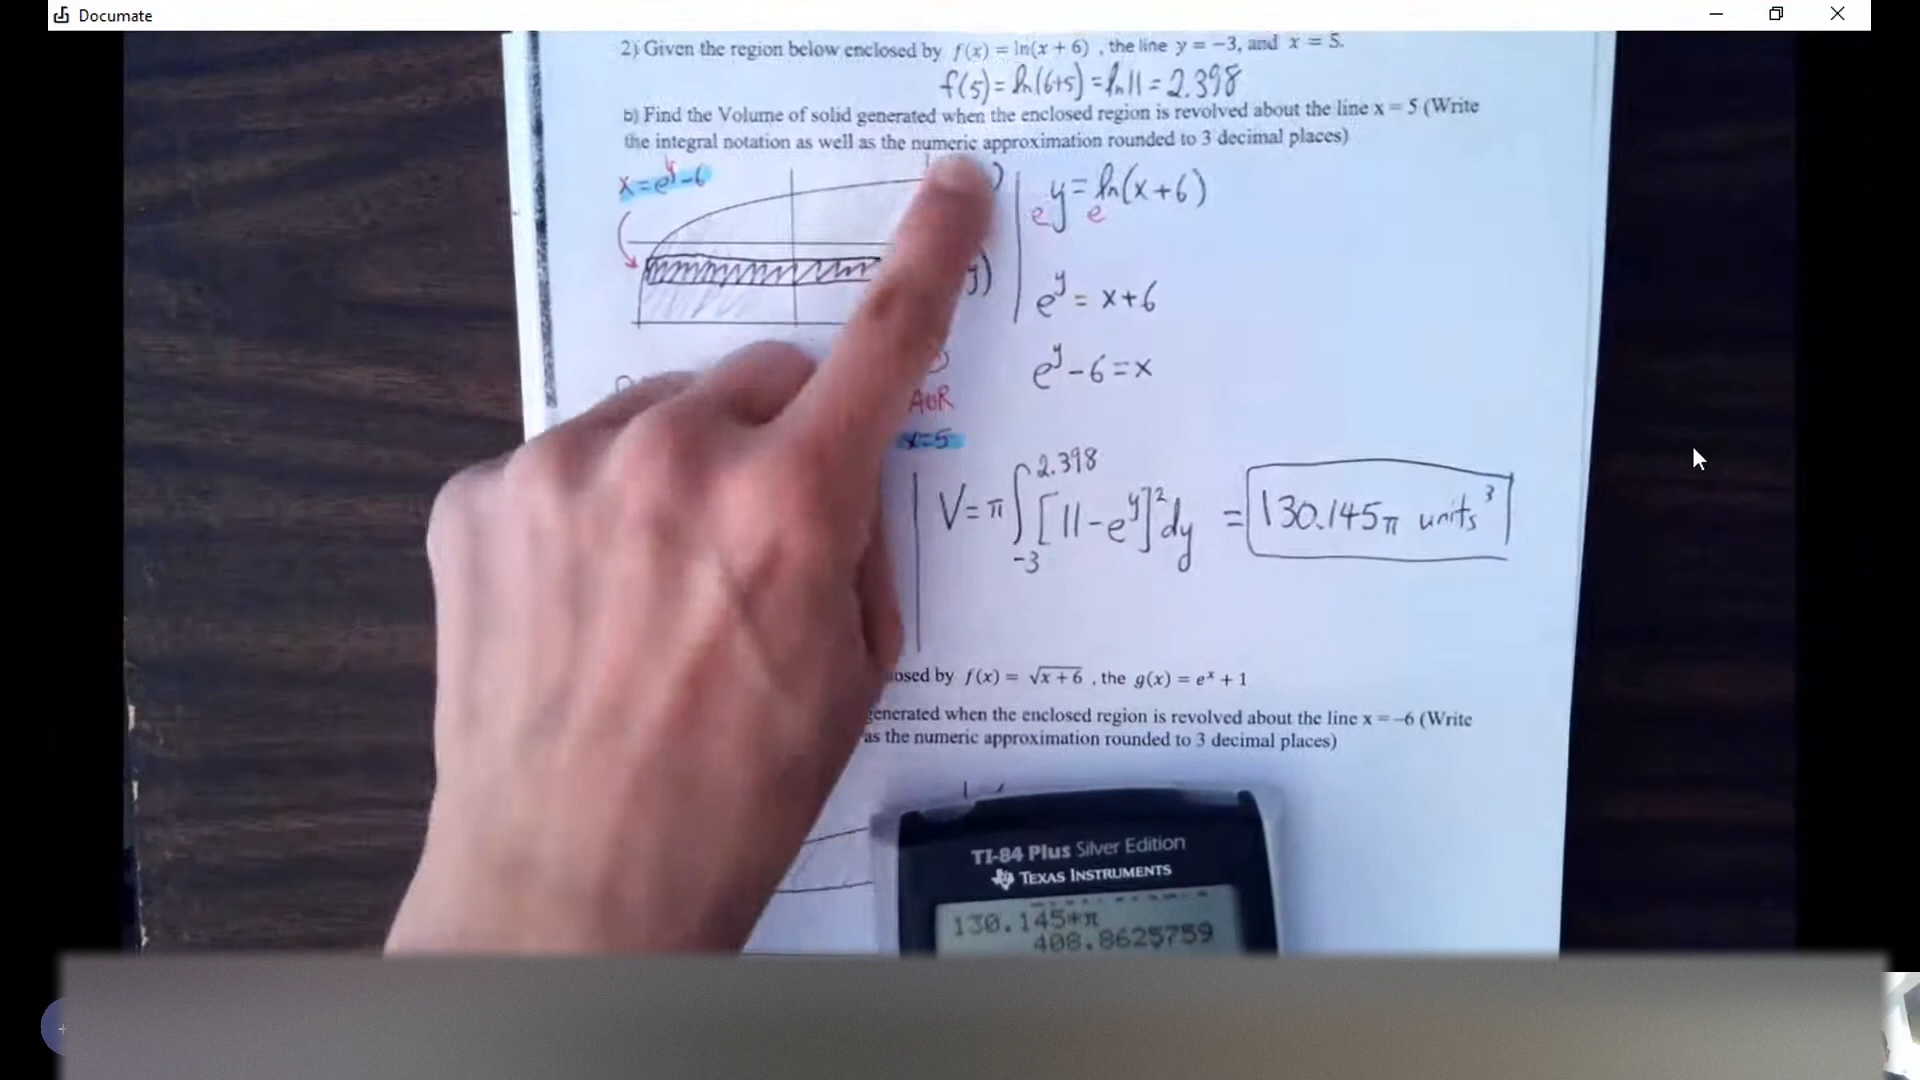 Documate
2) Given the region below enclosed by f(x) = ln(x + 6) , the line y = −3, and x = 5.
f(5) = ln(6+5) = ln 11 = 2.398
b) Find the Volume of solid generated when the enclosed region is revolved about the line x = 5 (Write
the integral notation as well as the numeric approximation rounded to 3 decimal places)
x = e^y − 6
y = ln(x+6)
e e
e^y = x+6
e^y − 6 = x
AOR
x=5
V = π ∫_{-3}^{2.398} [11 − e^y]^2 dy = 130.145π units^3
osed by f(x) = √x + 6 , the g(x) = e^x + 1
generated when the enclosed region is revolved about the line x = −6 (Write
as the numeric approximation rounded to 3 decimal places)
TI-84 Plus Silver Edition
TEXAS INSTRUMENTS
130.145*π
408.8625759